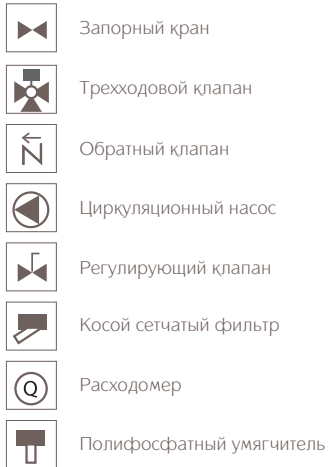 Запорный кран
Трехходовой клапан
N
Обратный клапан
Циркуляционный насос
Регулирующий клапан
Косой сетчатый фильтр
Q
Расходомер
Полифосфатный умягчитель